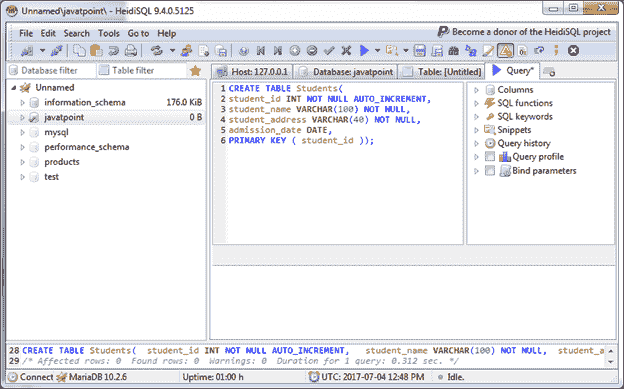 Unnamed\javatpoint\ - HeidiSQL 9.4.0.5125
File Edit Search Tools Go to Help
Become a donor of the HeidiSQL project
Database filter Table filter
Host: 127.0.0.1 Database: javatpoint Table: [Untitled] Query*
Unnamed
information_schema 176.0 KiB
javatpoint 0 B
mysql
performance_schema
products
test
1 CREATE TABLE Students(
2 student_id INT NOT NULL AUTO_INCREMENT,
3 student_name VARCHAR(100) NOT NULL,
4 student_address VARCHAR(40) NOT NULL,
5 admission_date DATE,
6 PRIMARY KEY ( student_id ));
Columns
SQL functions
SQL keywords
Snippets
Query history
Query profile
Bind parameters
28 CREATE TABLE Students( student_id INT NOT NULL AUTO_INCREMENT, student_name VARCHAR(100) NOT NULL, student_a
29 /* Affected rows: 0 Found rows: 0 Warnings: 0 Duration for 1 query: 0.312 sec. */
Connect MariaDB 10.2.6 Uptime: 01:00 h UTC: 2017-07-04 12:48 PM Idle.